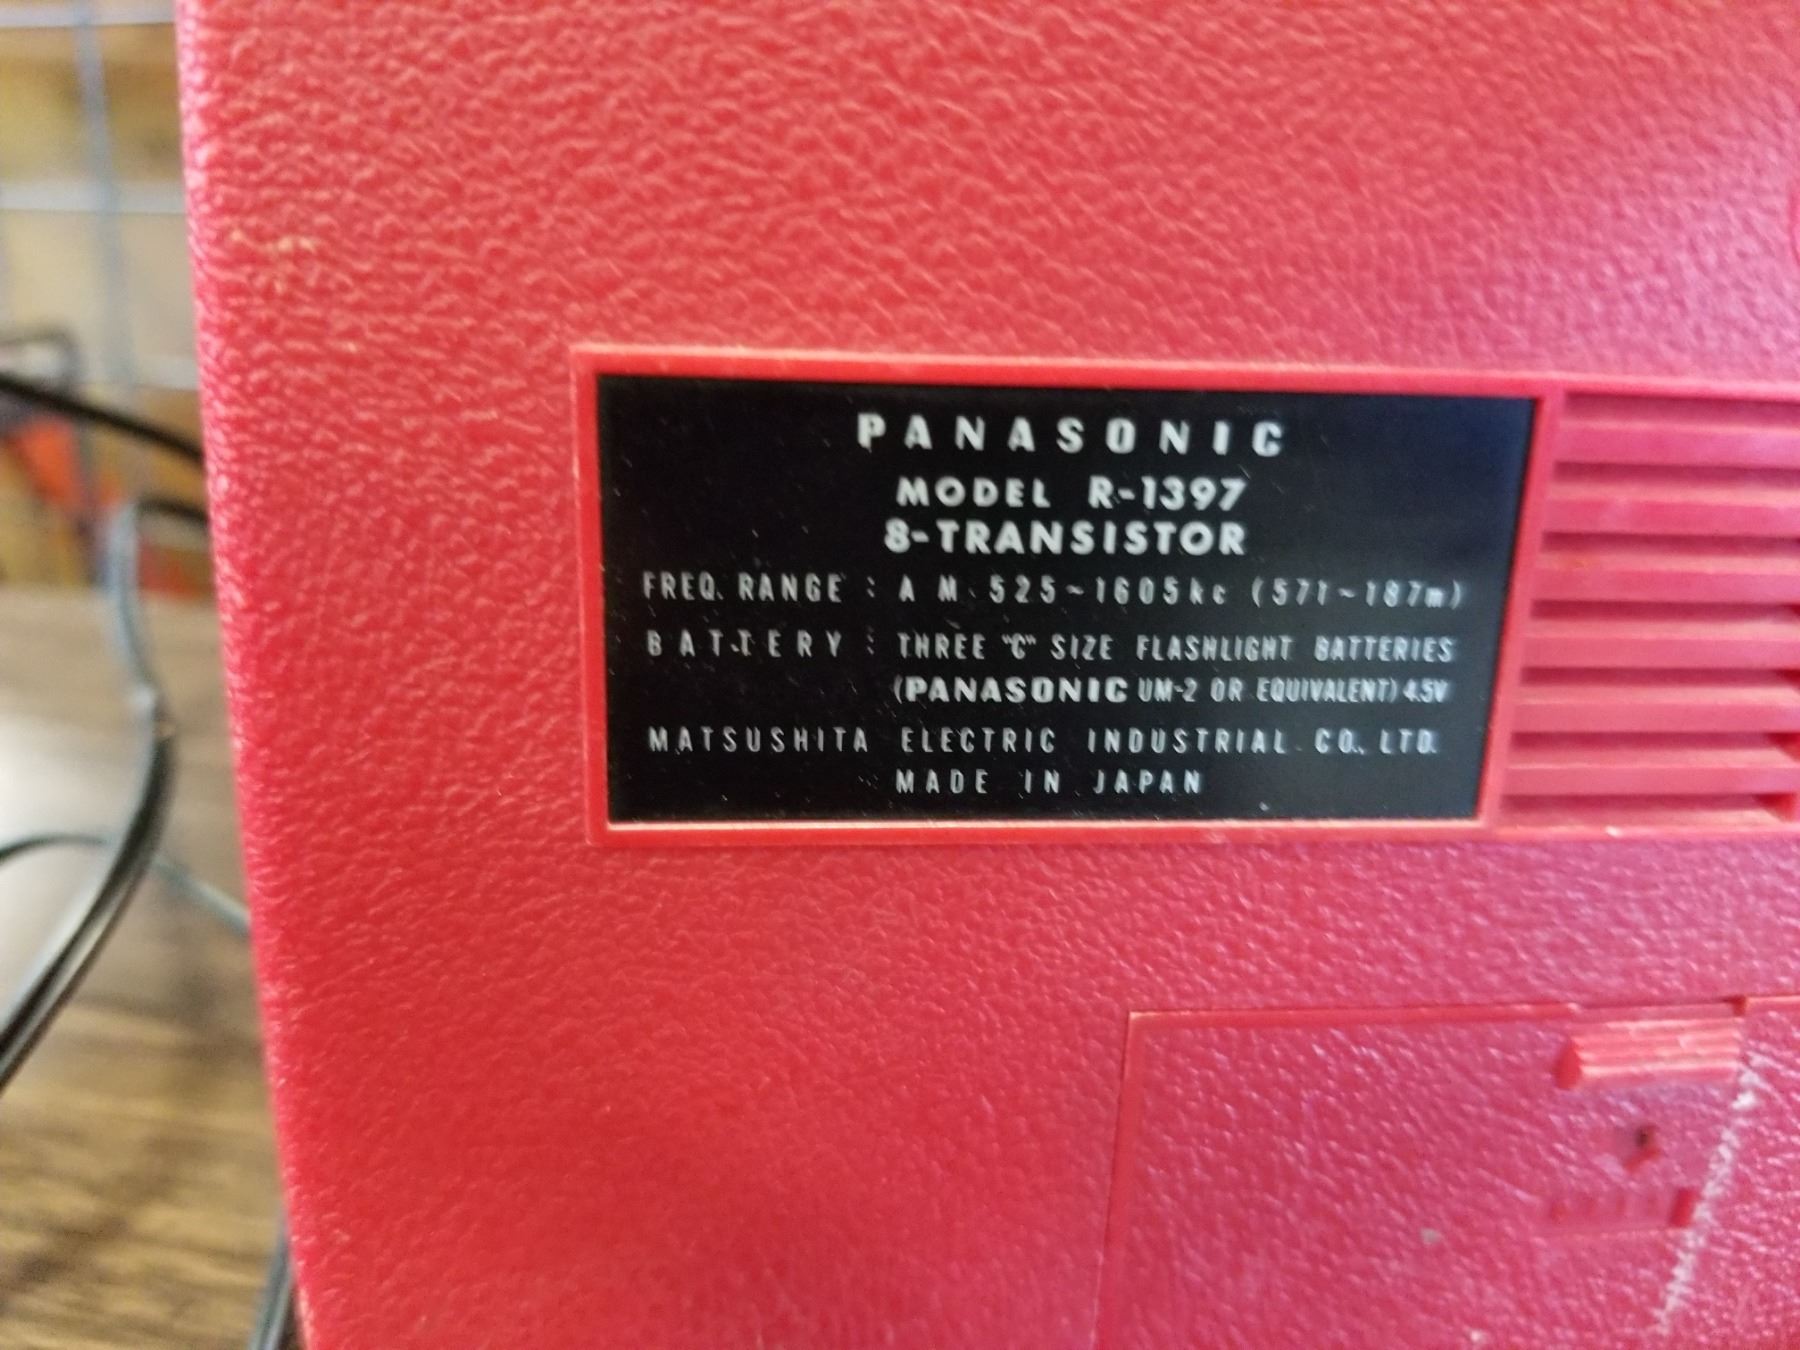 PANASONIC
MODEL R-1397
8-TRANSISTOR
FREQ. RANGE : AM 525~1605kc (571~187m)
BATTERY : THREE "C" SIZE FLASHLIGHT BATTERIES
(PANASONIC UM-2 OR EQUIVALENT) 4.5V
MATSUSHITA ELECTRIC INDUSTRIAL CO., LTD.
MADE IN JAPAN